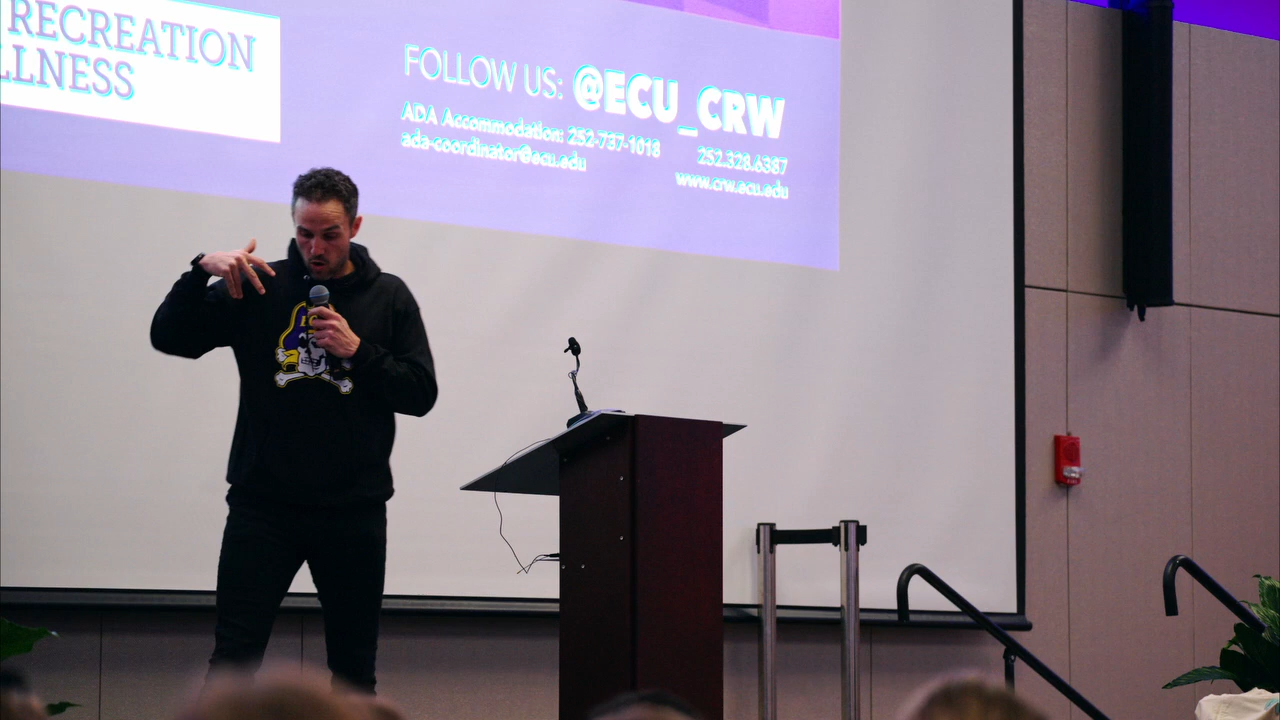 RECREATION
LLNESS
FOLLOW US: @ECU_CRW
ADA Accommodation: 252-737-1018
ada-coordinator@ecu.edu
252.328.6387
www.crw.ecu.edu